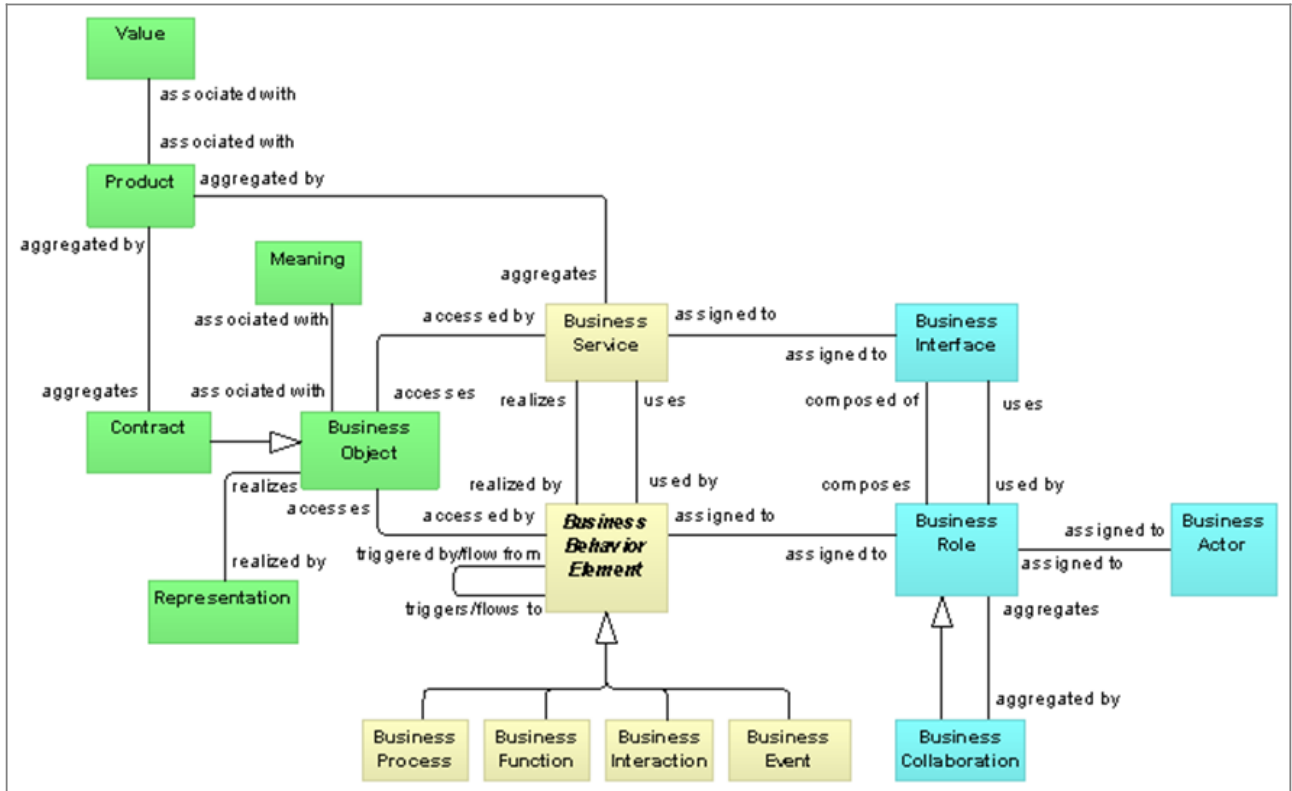 Value
associated with
associated with
Product
aggregated by
aggregated by
Meaning
aggregates
associated with
accessed by
Business
Service
assigned to
Business
Interface
assigned to
aggregates
associated with
accesses
realizes
uses
composed of
uses
Contract
Business
Object
realizes
accesses
realized by
used by
composes
used by
accessed by
Business
Behavior
Element
assigned to
assigned to
Business
Role
assigned to
assigned to
Business
Actor
triggered by/flow from
triggers/flows to
realized by
Representation
aggregates
aggregated by
Business
Process
Business
Function
Business
Interaction
Business
Event
Business
Collaboration